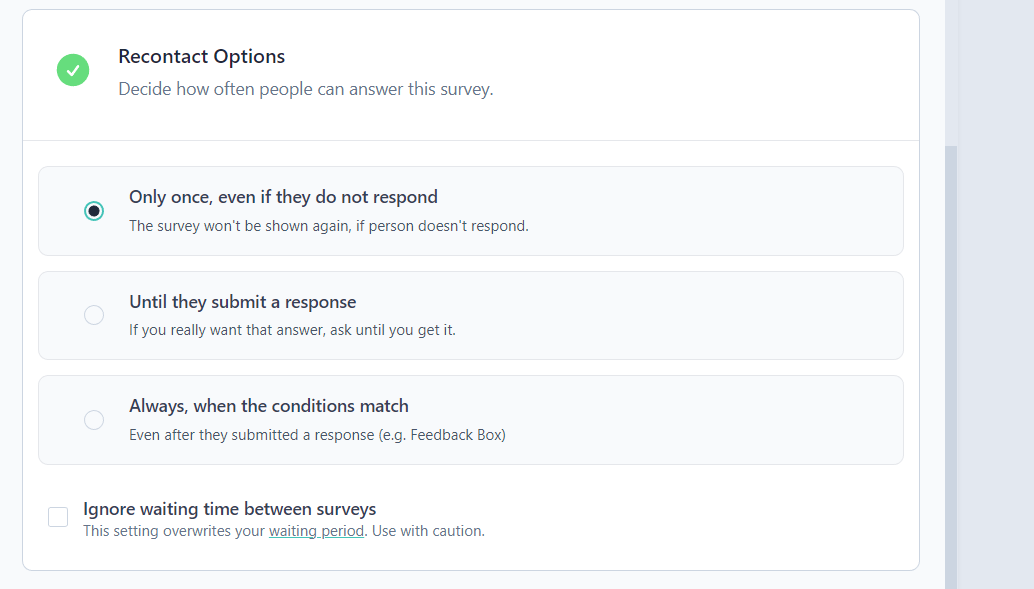 Recontact Options
Decide how often people can answer this survey.
Only once, even if they do not respond
The survey won't be shown again, if person doesn't respond.
Until they submit a response
If you really want that answer, ask until you get it.
Always, when the conditions match
Even after they submitted a response (e.g. Feedback Box)
Ignore waiting time between surveys
This setting overwrites your waiting period. Use with caution.